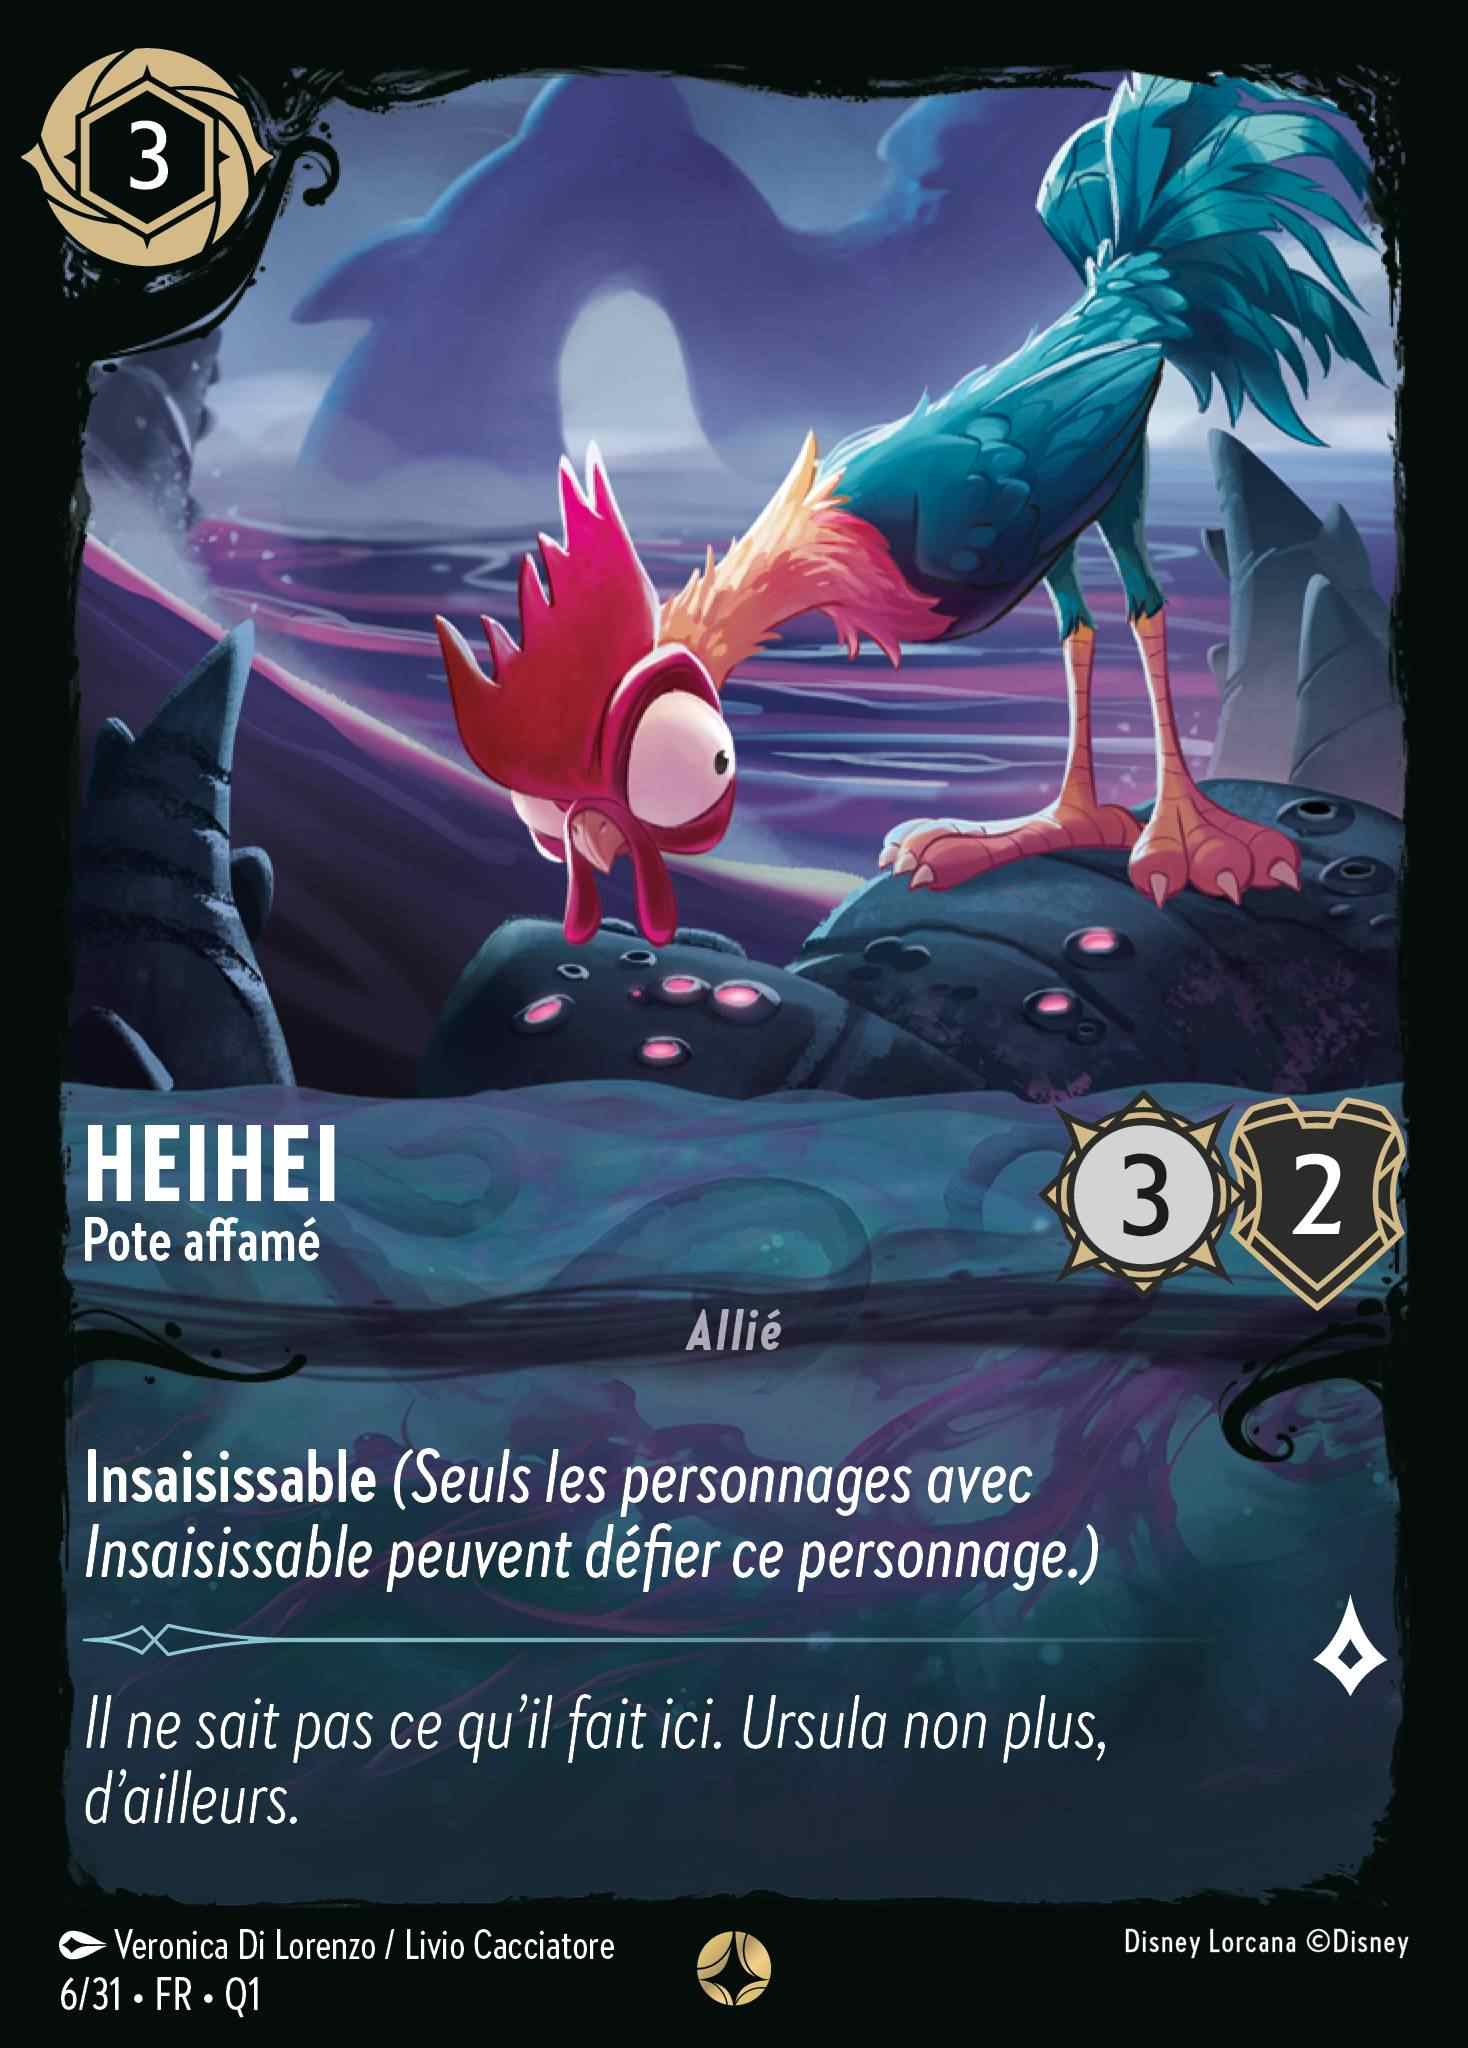 3
HEIHEI
Pote affamé
3
2
Allié
Insaisissable (Seuls les personnages avec
Insaisissable peuvent défier ce personnage.)
Il ne sait pas ce qu’il fait ici. Ursula non plus,
d’ailleurs.
Veronica Di Lorenzo / Livio Cacciatore
Disney Lorcana ©Disney
6/31 • FR • Q1